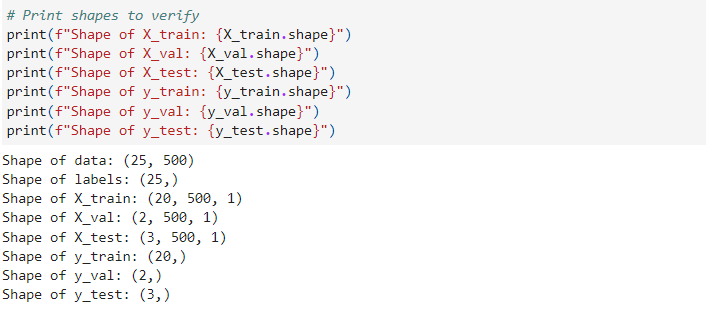 # Print shapes to verify
print(f"Shape of X_train: {X_train.shape}")
print(f"Shape of X_val: {X_val.shape}")
print(f"Shape of X_test: {X_test.shape}")
print(f"Shape of y_train: {y_train.shape}")
print(f"Shape of y_val: {y_val.shape}")
print(f"Shape of y_test: {y_test.shape}")
Shape of data: (25, 500)
Shape of labels: (25,)
Shape of X_train: (20, 500, 1)
Shape of X_val: (2, 500, 1)
Shape of X_test: (3, 500, 1)
Shape of y_train: (20,)
Shape of y_val: (2,)
Shape of y_test: (3,)